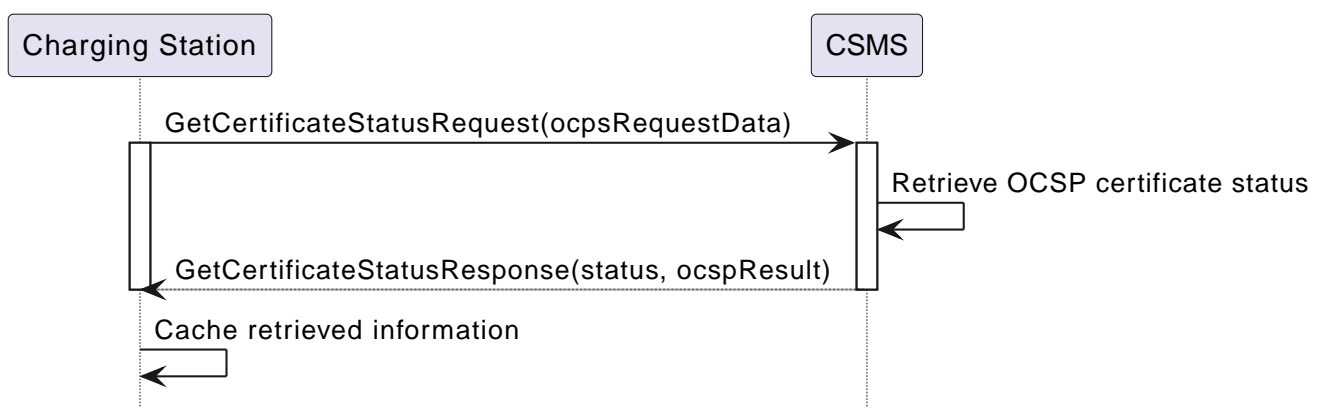 Charging Station
CSMS
GetCertificateStatusRequest(ocpsRequestData)
Retrieve OCSP certificate status
GetCertificateStatusResponse(status, ocspResult)
Cache retrieved information